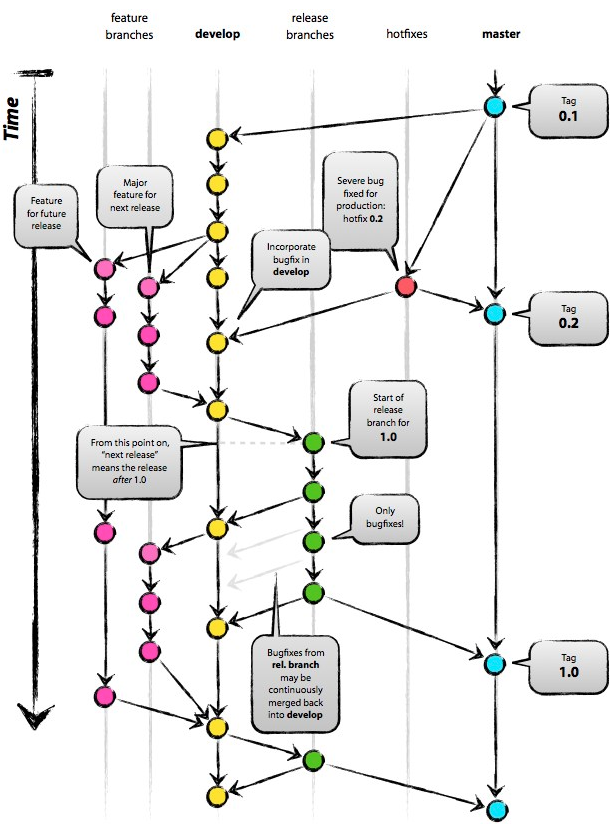 feature
branches
develop
release
branches
hotfixes
master
Time
Tag
0.1
Feature
for future
release
Major
feature for
next release
Severe bug
fixed for
production:
hotfix 0.2
Incorporate
bugfix in
develop
Tag
0.2
Start of
release
branch for
1.0
From this point on,
“next release”
means the release
after 1.0
Only
bugfixes!
Bugfixes from
rel. branch
may be
continuously
merged back
into develop
Tag
1.0